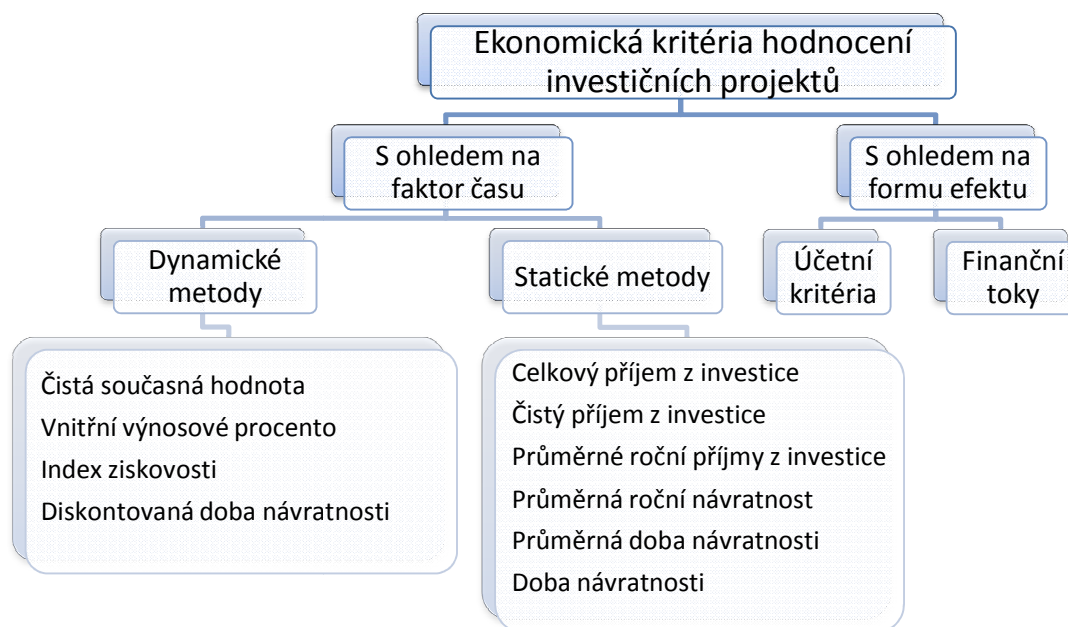 Ekonomická kritéria hodnocení
investičních projektů
S ohledem na
faktor času
S ohledem na
formu efektu
Dynamické
metody
Statické metody
Účetní
kritéria
Finanční
toky
Čistá současná hodnota
Vnitřní výnosové procento
Index ziskovosti
Diskontovaná doba návratnosti
Celkový příjem z investice
Čistý příjem z investice
Průměrné roční příjmy z investice
Průměrná roční návratnost
Průměrná doba návratnosti
Doba návratnosti